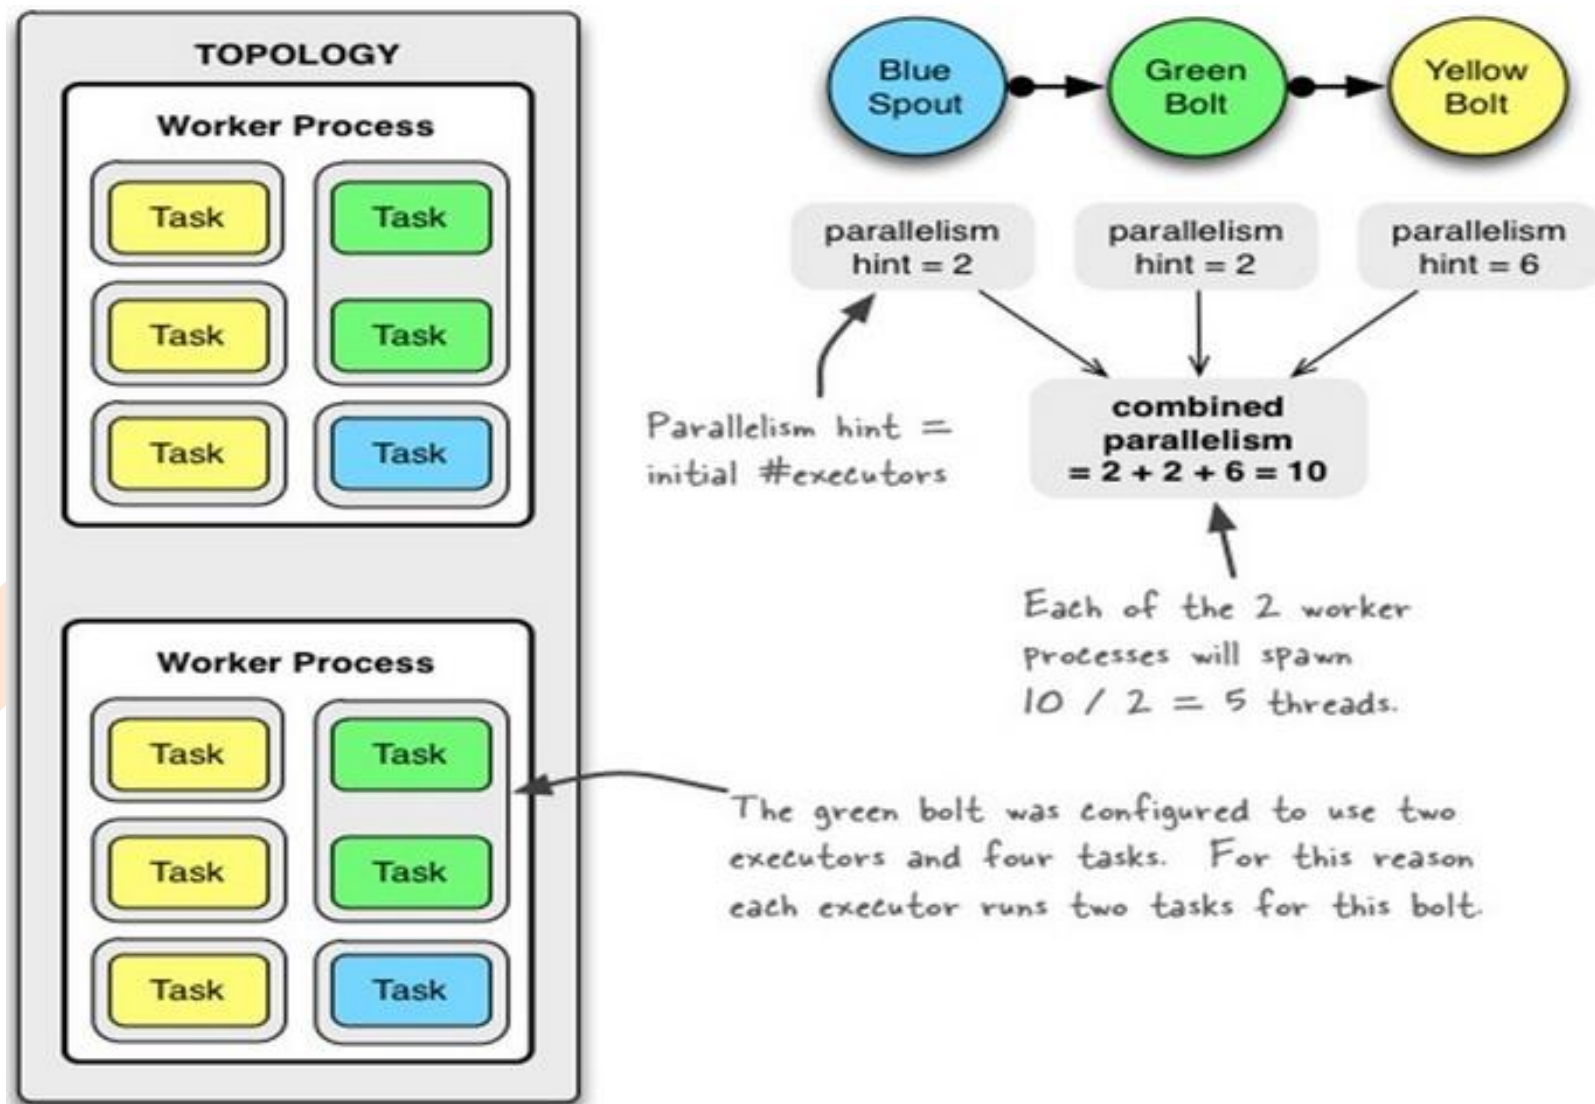 TOPOLOGY
Worker Process
Task
Task
Task
Task
Task
Task
Worker Process
Task
Task
Task
Task
Task
Task
Blue
Spout
Green
Bolt
Yellow
Bolt
parallelism
hint = 2
parallelism
hint = 2
parallelism
hint = 6
Parallelism hint =
initial #executors
combined
parallelism
= 2 + 2 + 6 = 10
Each of the 2 worker
processes will spawn
10 / 2 = 5 threads.
The green bolt was configured to use two
executors and four tasks. For this reason
each executor runs two tasks for this bolt.